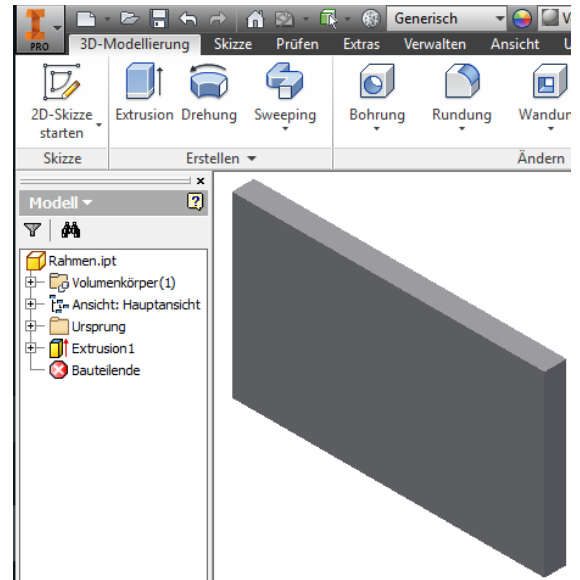 Generisch
PRO 3D-Modellierung Skizze Prüfen Extras Verwalten Ansicht
2D-Skizze starten Extrusion Drehung Sweeping Bohrung Rundung
Skizze Erstellen Ändern
Modell
Rahmen.ipt
Volumenkörper(1)
Ansicht: Hauptansicht
Ursprung
Extrusion1
Bauteilende